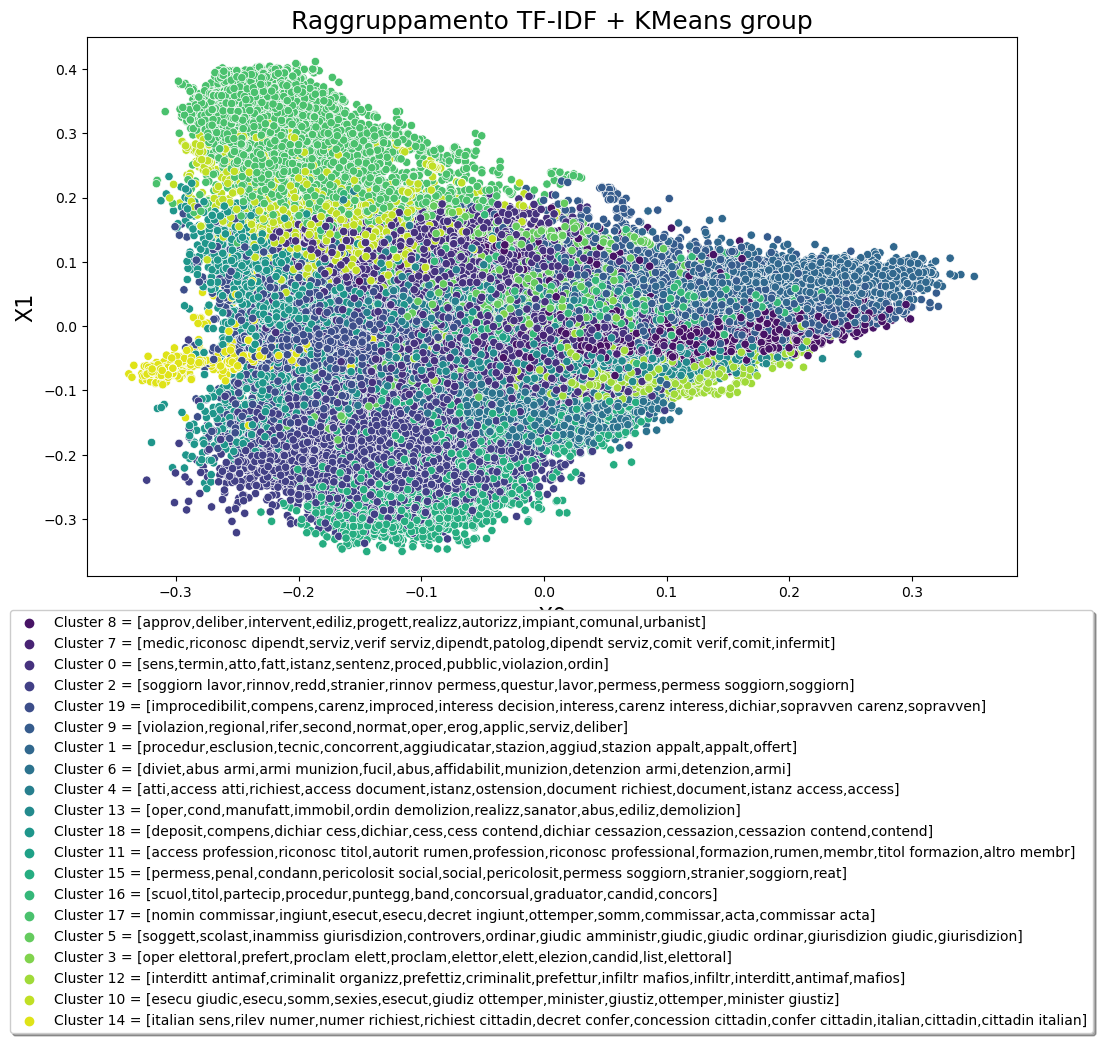 Raggruppamento TF-IDF + KMeans group
X1
0.4
0.3
0.2
0.1
0.0
−0.1
−0.2
−0.3
−0.3 −0.2 −0.1 0.0 0.1 0.2 0.3
Cluster 8 = [approv,deliber,intervent,ediliz,progett,realizz,autorizz,impiant,comunal,urbanist]
Cluster 7 = [medic,riconosc dipendt,serviz,verif serviz,dipendt,patolog,dipendt serviz,comit verif,comit,infermit]
Cluster 0 = [sens,termin,atto,fatt,istanz,sentenz,proced,pubblic,violazion,ordin]
Cluster 2 = [soggiorn lavor,rinnov,redd,stranier,rinnov permess,questur,lavor,permess,permess soggiorn,soggiorn]
Cluster 19 = [improcedibilit,compens,carenz,improced,interess decision,interess,carenz interess,dichiar,sopravven carenz,sopravven]
Cluster 9 = [violazion,regional,rifer,second,normat,oper,erog,applic,serviz,deliber]
Cluster 1 = [procedur,esclusion,tecnic,concorrent,aggiudicatar,stazion,aggiud,stazion appalt,appalt,offert]
Cluster 6 = [diviet,abus armi,armi munizion,fucil,abus,affidabilit,munizion,detenzion armi,detenzion,armi]
Cluster 4 = [atti,access atti,richiest,access document,istanz,ostension,document richiest,document,istanz access,access]
Cluster 13 = [oper,cond,manufatt,immobil,ordin demolizion,realizz,sanator,abus,ediliz,demolizion]
Cluster 18 = [deposit,compens,dichiar cess,dichiar,cess,cess contend,dichiar cessazion,cessazion,cessazion contend,contend]
Cluster 11 = [access profession,riconosc titol,autorit rumen,profession,riconosc professional,formazion,rumen,membr,titol formazion,altro membr]
Cluster 15 = [permess,penal,condann,pericolosit social,social,pericolosit,permess soggiorn,stranier,soggiorn,reat]
Cluster 16 = [scuol,titol,partecip,procedur,puntegg,band,concorsual,graduator,candid,concors]
Cluster 17 = [nomin commissar,ingiunt,esecut,esecu,decret ingiunt,ottemper,somm,commissar,acta,commissar acta]
Cluster 5 = [soggett,scolast,inammiss giurisdizion,controvers,ordinar,giudic amministr,giudic,giudic ordinar,giurisdizion giudic,giurisdizion]
Cluster 3 = [oper elettoral,prefert,proclam elett,proclam,elettor,elett,elezion,candid,list,elettoral]
Cluster 12 = [interditt antimaf,criminalit organizz,prefettiz,criminalit,prefettur,infiltr mafios,infiltr,interditt,antimaf,mafios]
Cluster 10 = [esecu giudic,esecu,somm,sexies,esecut,giudiz ottemper,minister,giustiz,ottemper,minister giustiz]
Cluster 14 = [italian sens,rilev numer,numer richiest,richiest cittadin,decret confer,concession cittadin,confer cittadin,italian,cittadin,cittadin italian]